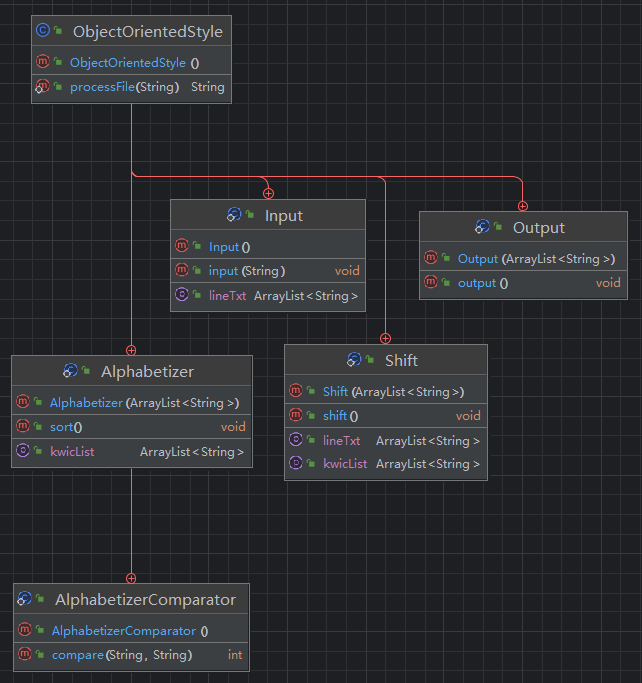 ObjectOrientedStyle
ObjectOrientedStyle ()
processFile(String) String
Input
Input()
input (String) void
lineTxt ArrayList<String>
Output
Output (ArrayList<String>)
output () void
Alphabetizer
Alphabetizer (ArrayList<String>)
sort() void
kwicList ArrayList<String>
Shift
Shift (ArrayList<String>)
shift () void
lineTxt ArrayList<String>
kwicList ArrayList<String>
AlphabetizerComparator
AlphabetizerComparator ()
compare(String, String) int